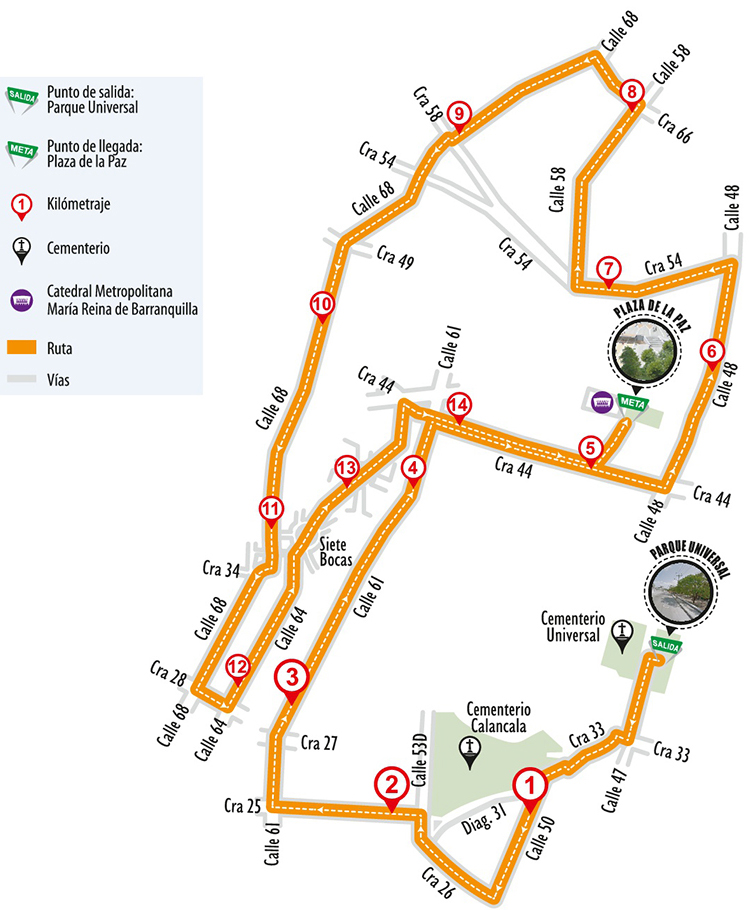 SALIDA
Punto de salida:
Parque Universal
META
Punto de llegada:
Plaza de la Paz
1
Kilómetraje
Cementerio
Catedral Metropolitana
María Reina de Barranquilla
Ruta
Vías
Calle 68
Calle 58
8
Cra 66
Cra 58
9
Cra 54
Calle 68
Calle 58
Calle 48
Cra 49
Cra 54
7
Cra 54
10
PLAZA DE LA PAZ
6
Calle 48
Calle 61
Cra 44
META
14
Calle 68
5
Cra 44
13
4
Cra 44
Calle 48
11
Siete
Bocas
PARQUE UNIVERSAL
Cra 34
Calle 61
Calle 68
Calle 64
Cementerio
Universal
SALIDA
12
Cra 28
3
Calle 68
Calle 64
Cementerio
Calancala
Cra 27
Calle 53D
Cra 33
Cra 33
Calle 47
2
1
Cra 25
Diag. 31
Calle 50
Calle 61
Cra 26